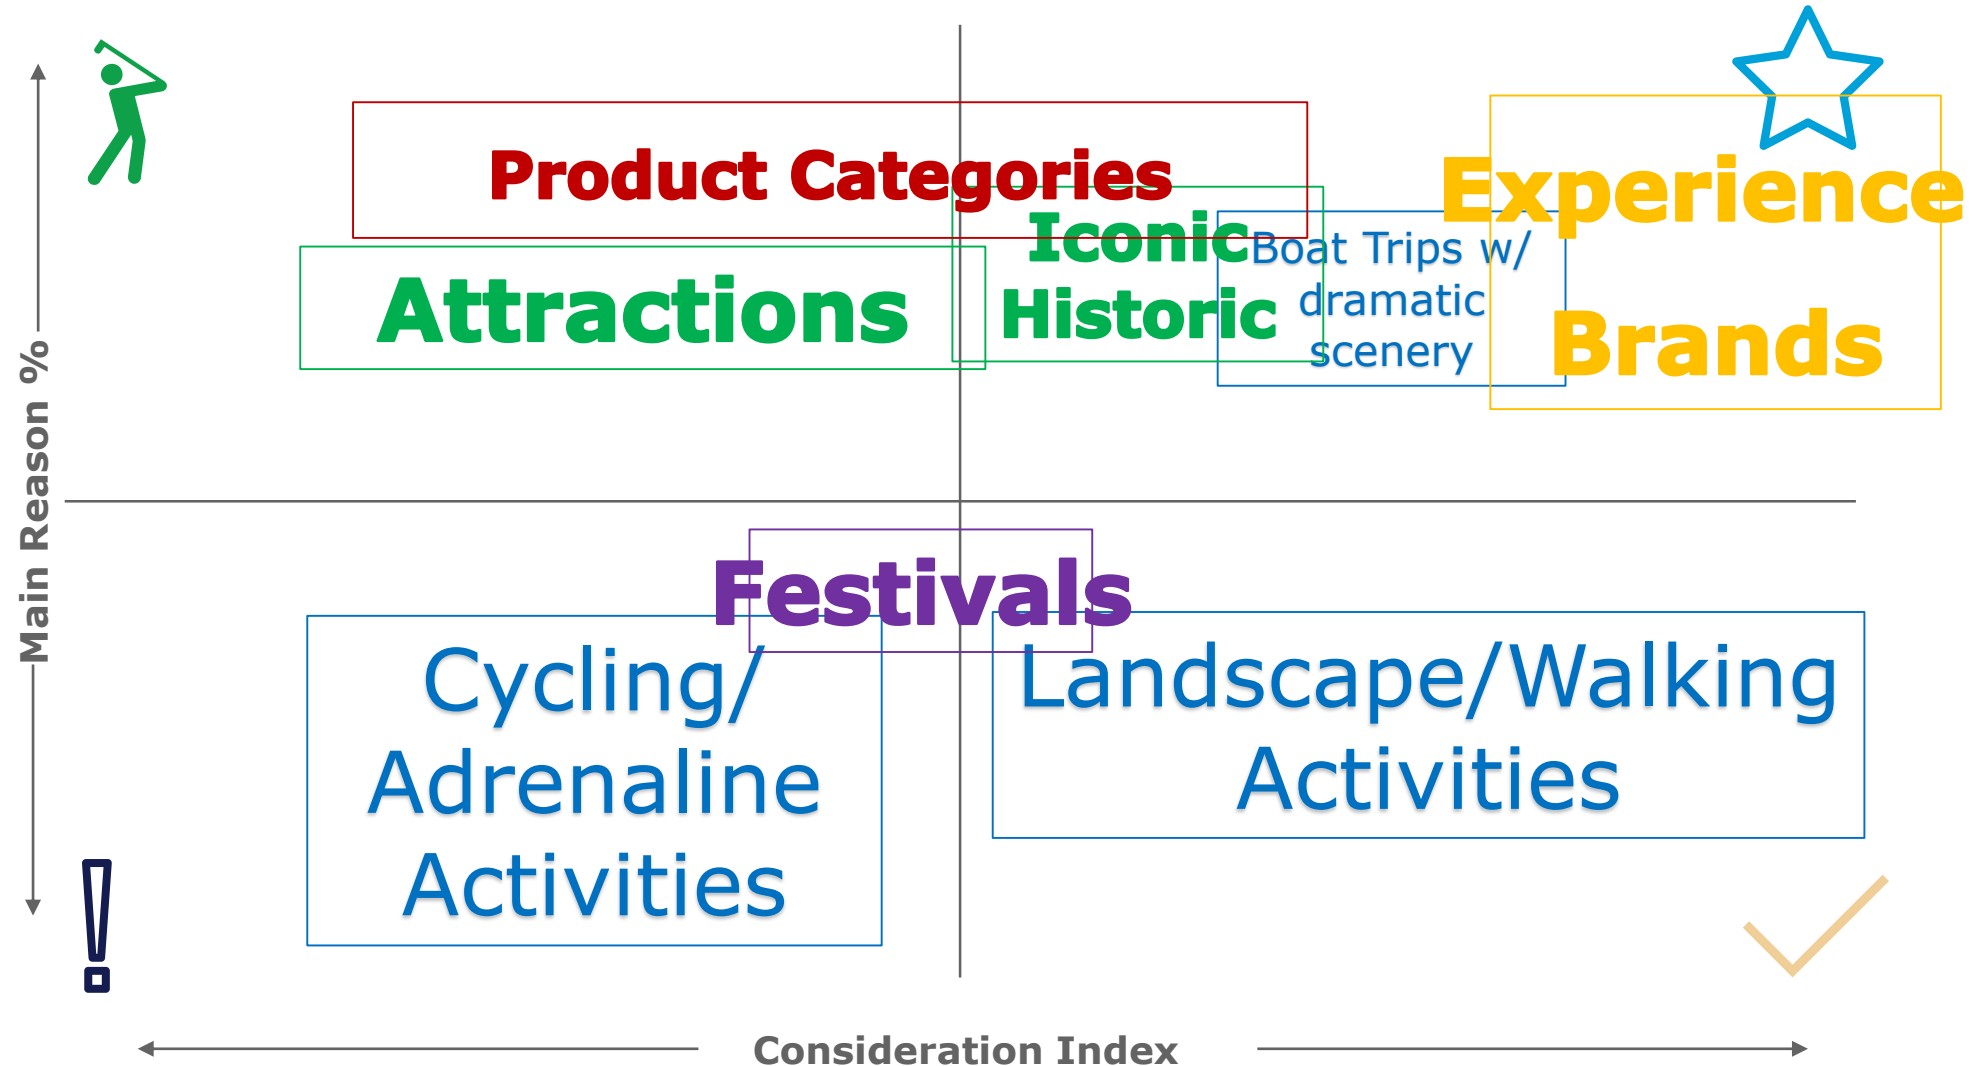 Product Categories
Experience
Brands
Iconic
Historic
Boat Trips w/
dramatic
scenery
Attractions
Main Reason %
Festivals
Cycling/
Adrenaline
Activities
Landscape/Walking
Activities
Consideration Index